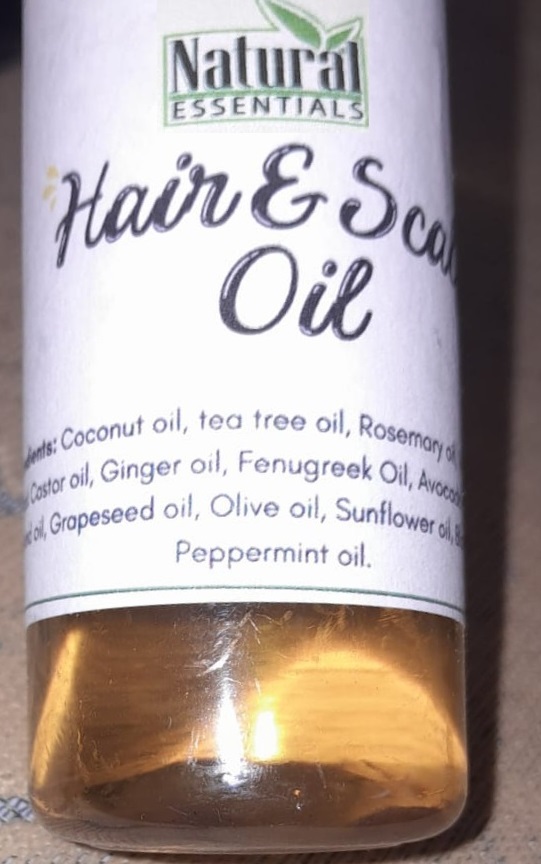 Natural
ESSENTIALS
Hair & Sca
Oil
Coconut oil, tea tree oil, Rosemary oil,
Castor oil, Ginger oil, Fenugreek Oil,
oil, Grapeseed oil, Olive oil, Sunflower oil,
Peppermint oil.